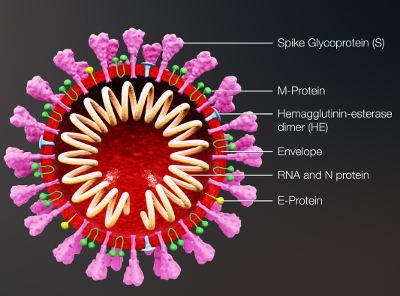 Spike Glycoprotein (S)
M-Protein
Hemagglutinin-esterase
dimer (HE)
Envelope
RNA and N protein
E-Protein